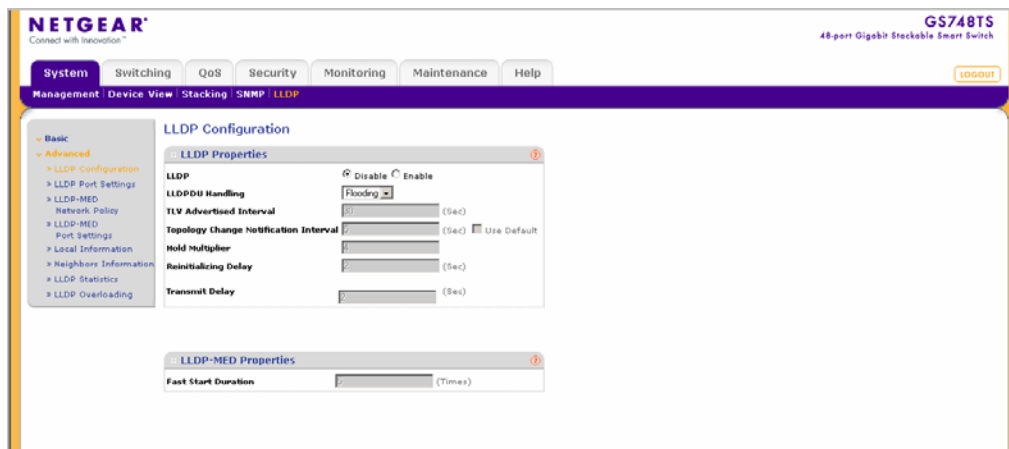 NETGEAR®
Connect with Innovation™
GS748TS
48-port Gigabit Stackable Smart Switch
System Switching QoS Security Monitoring Maintenance Help
LOGOUT
Management Device View Stacking SNMP LLDP
Basic
Advanced
» LLDP Configuration
» LLDP Port Settings
» LLDP-MED
Network Policy
» LLDP-MED
Port Settings
» Local Information
» Neighbors Information
» LLDP Statistics
» LLDP Overloading
LLDP Configuration
LLDP Properties ?
LLDP Disable Enable
LLDPDU Handling Flooding
TLV Advertised Interval 30 (Sec)
Topology Change Notification Interval (Sec) Use Default
Hold Multiplier 4
Reinitializing Delay 2 (Sec)
Transmit Delay 2 (Sec)
LLDP-MED Properties ?
Fast Start Duration (Times)